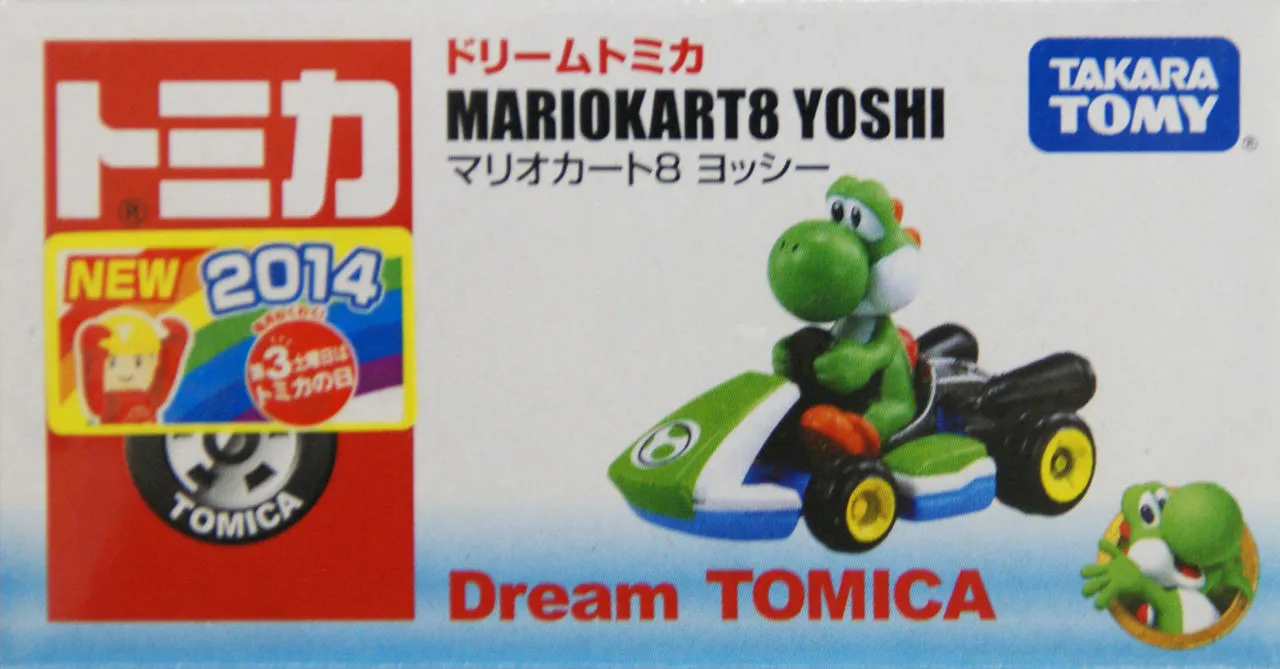 トミカ
®
NEW 2014
第3土曜日は
トミカの日
TOMICA
ドリームトミカ
MARIOKART8 YOSHI
マリオカート8 ヨッシー
TAKARA
TOMY
®
Dream TOMICA